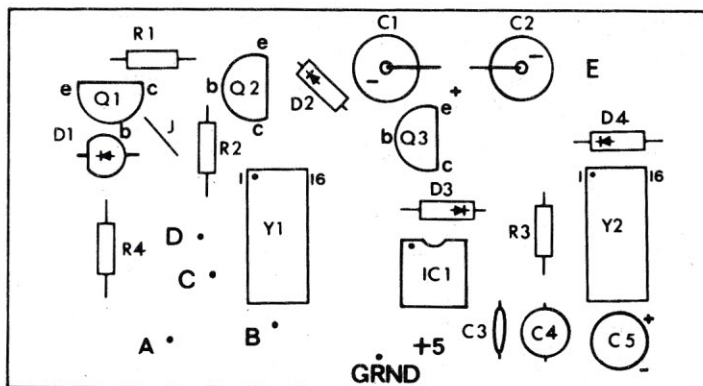 C1 C2
R1
e
Q2
b
c
D2
- -
E
+
e Q1 c
b
D1
J
R2
e
b Q3
c
D4
1 16
Y1
D3
1 16
Y2
R3
D
R4
C
IC1
A
B
+5
C3
C4
C5
+
-
GRND